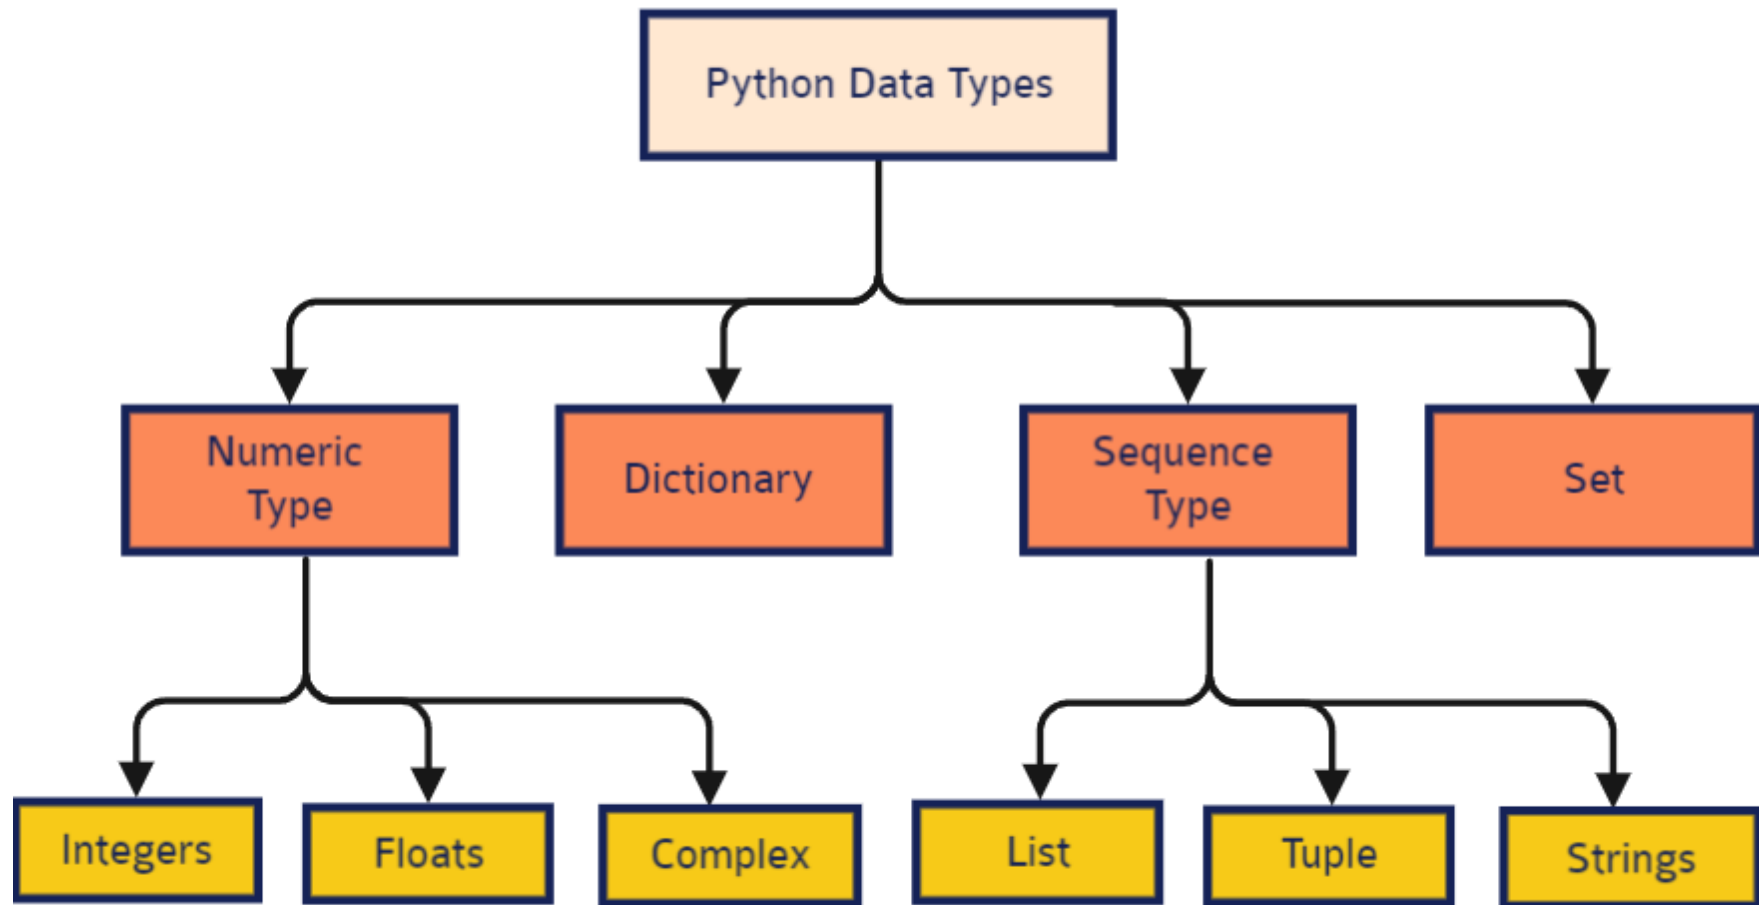 Python Data Types
Numeric
Type
Dictionary
Sequence
Type
Set
Integers
Floats
Complex
List
Tuple
Strings